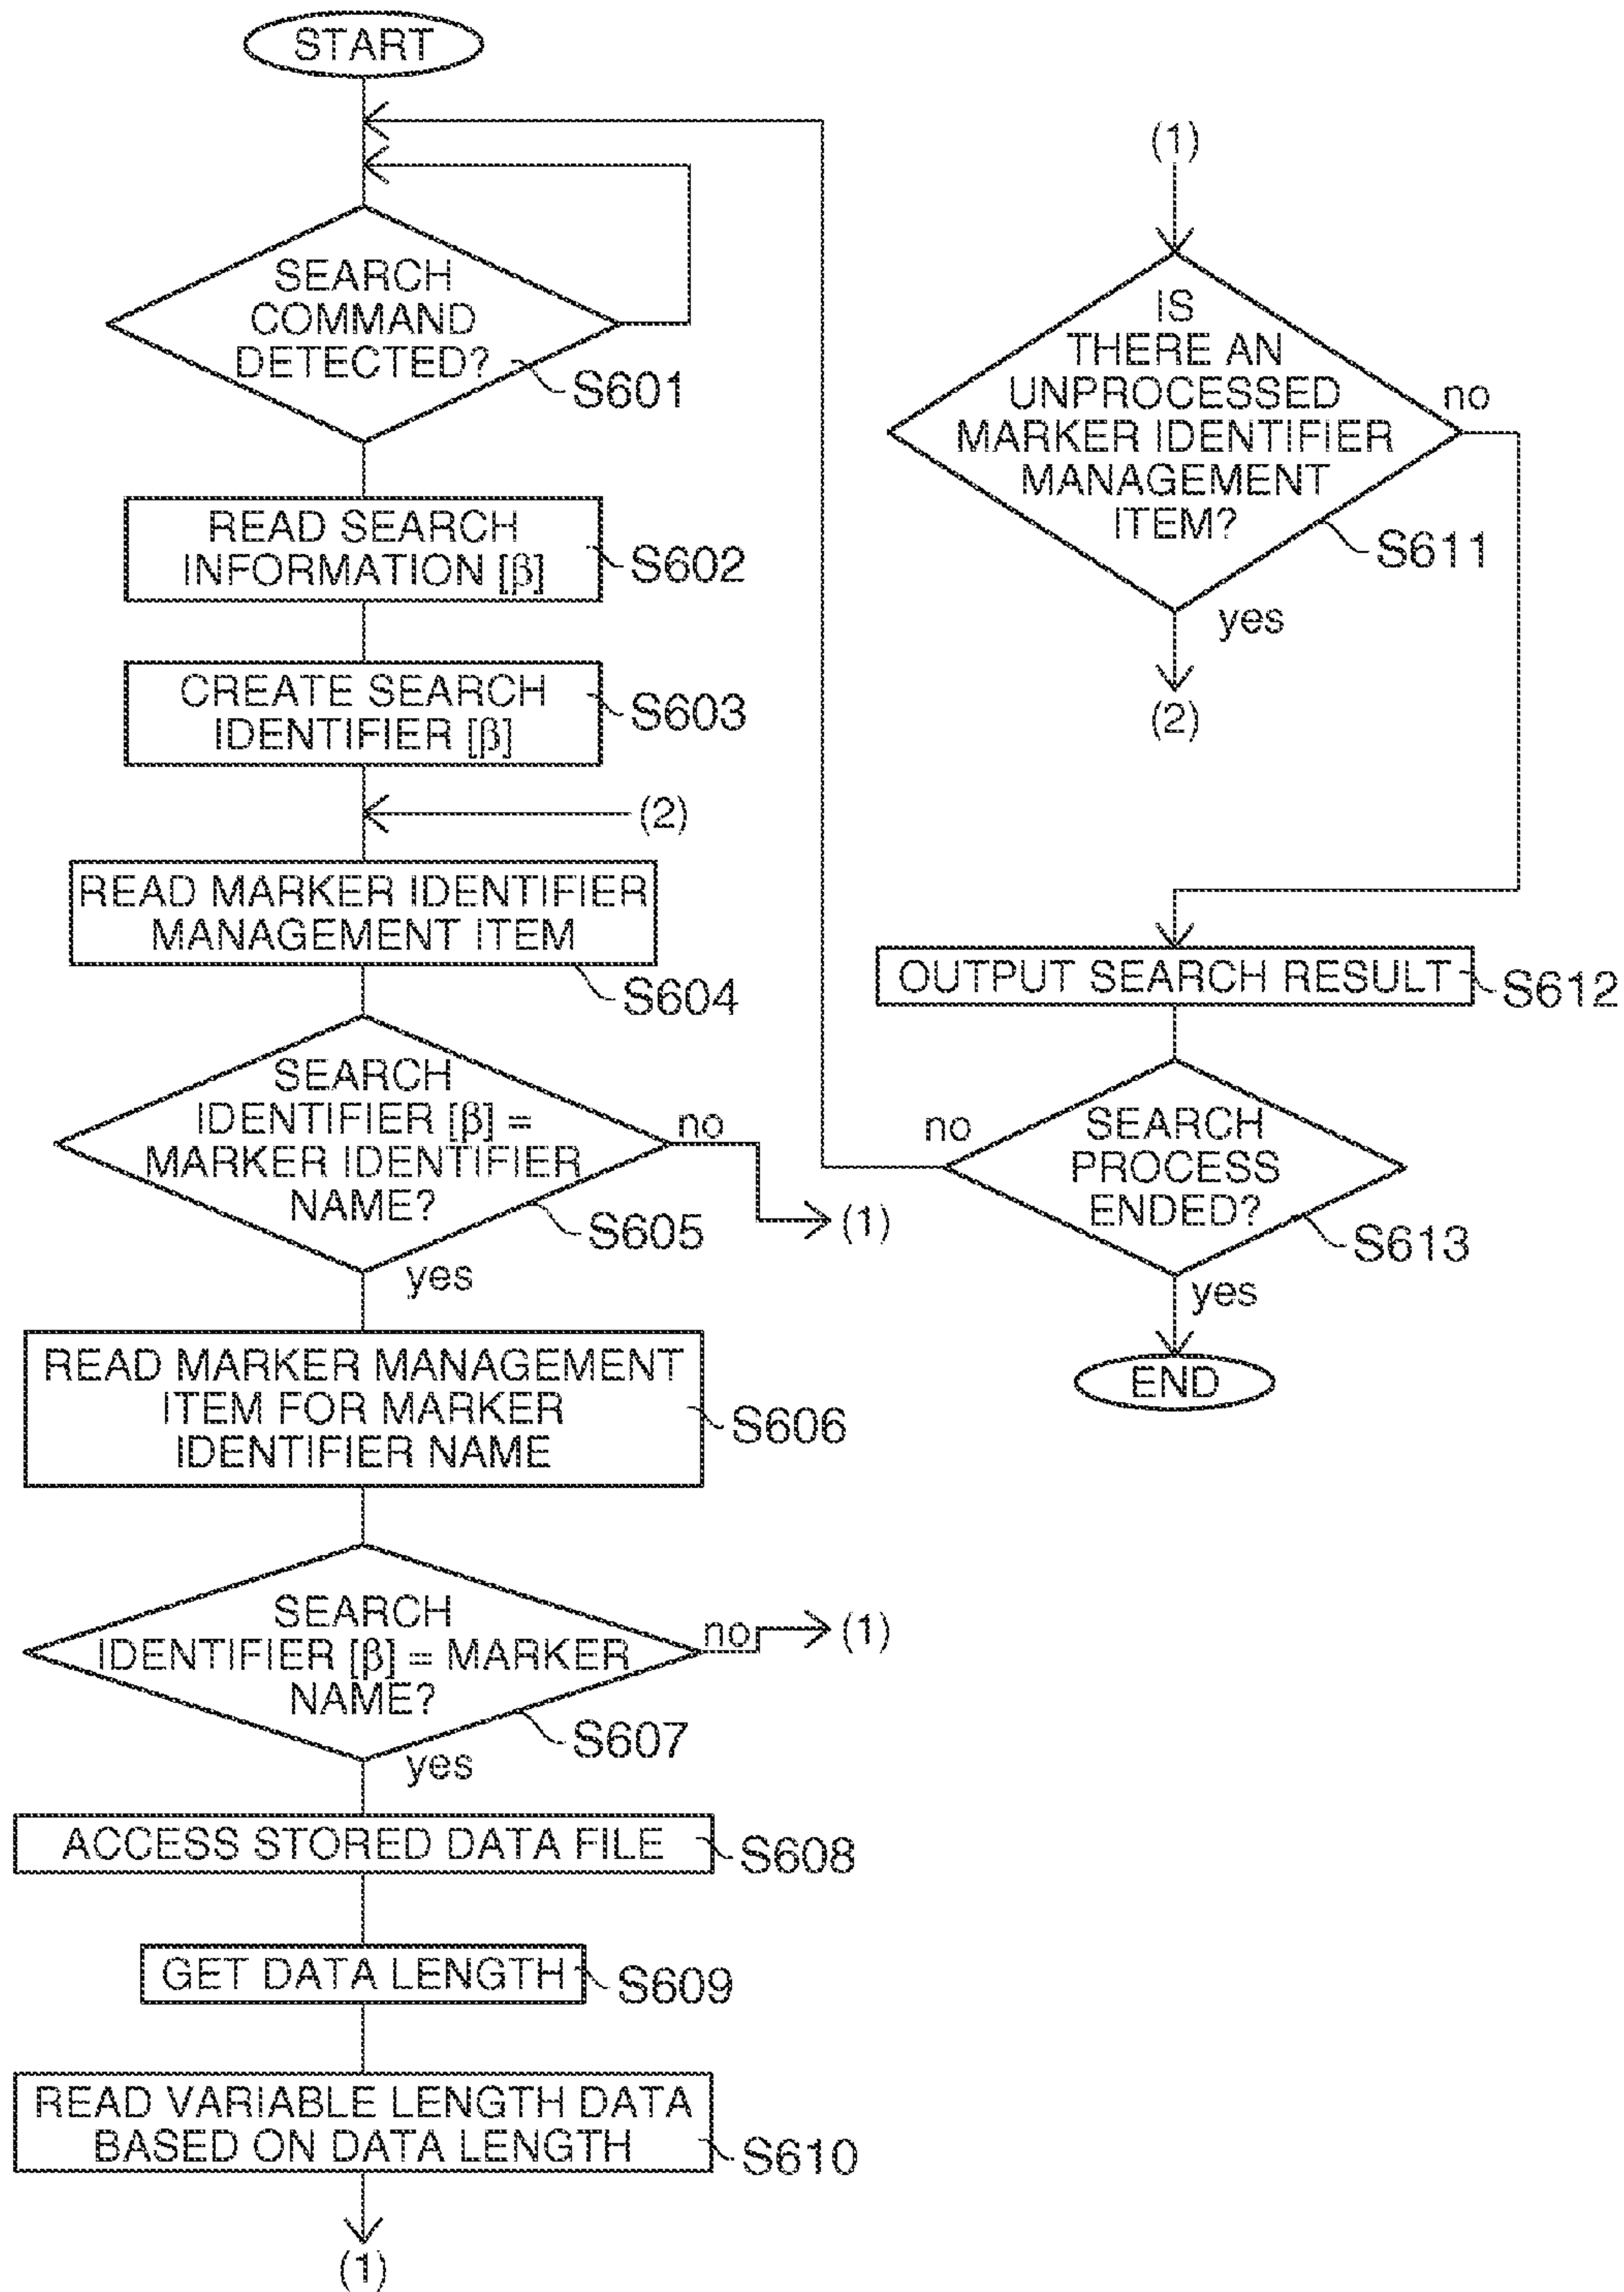 START
SEARCH
COMMAND
DETECTED?
S601
READ SEARCH
INFORMATION [β]
S602
CREATE SEARCH
IDENTIFIER [β]
S603
(2)
READ MARKER IDENTIFIER
MANAGEMENT ITEM
S604
SEARCH
IDENTIFIER [β] =
MARKER IDENTIFIER
NAME?
no
S605
(1)
yes
READ MARKER MANAGEMENT
ITEM FOR MARKER
IDENTIFIER NAME
S606
SEARCH
IDENTIFIER [β] = MARKER
NAME?
no
(1)
S607
yes
ACCESS STORED DATA FILE
S608
GET DATA LENGTH
S609
READ VARIABLE LENGTH DATA
BASED ON DATA LENGTH
S610
(1)
(1)
IS
THERE AN
UNPROCESSED
MARKER IDENTIFIER
MANAGEMENT
ITEM?
no
S611
yes
(2)
OUTPUT SEARCH RESULT
S612
no
SEARCH
PROCESS
ENDED?
S613
yes
END